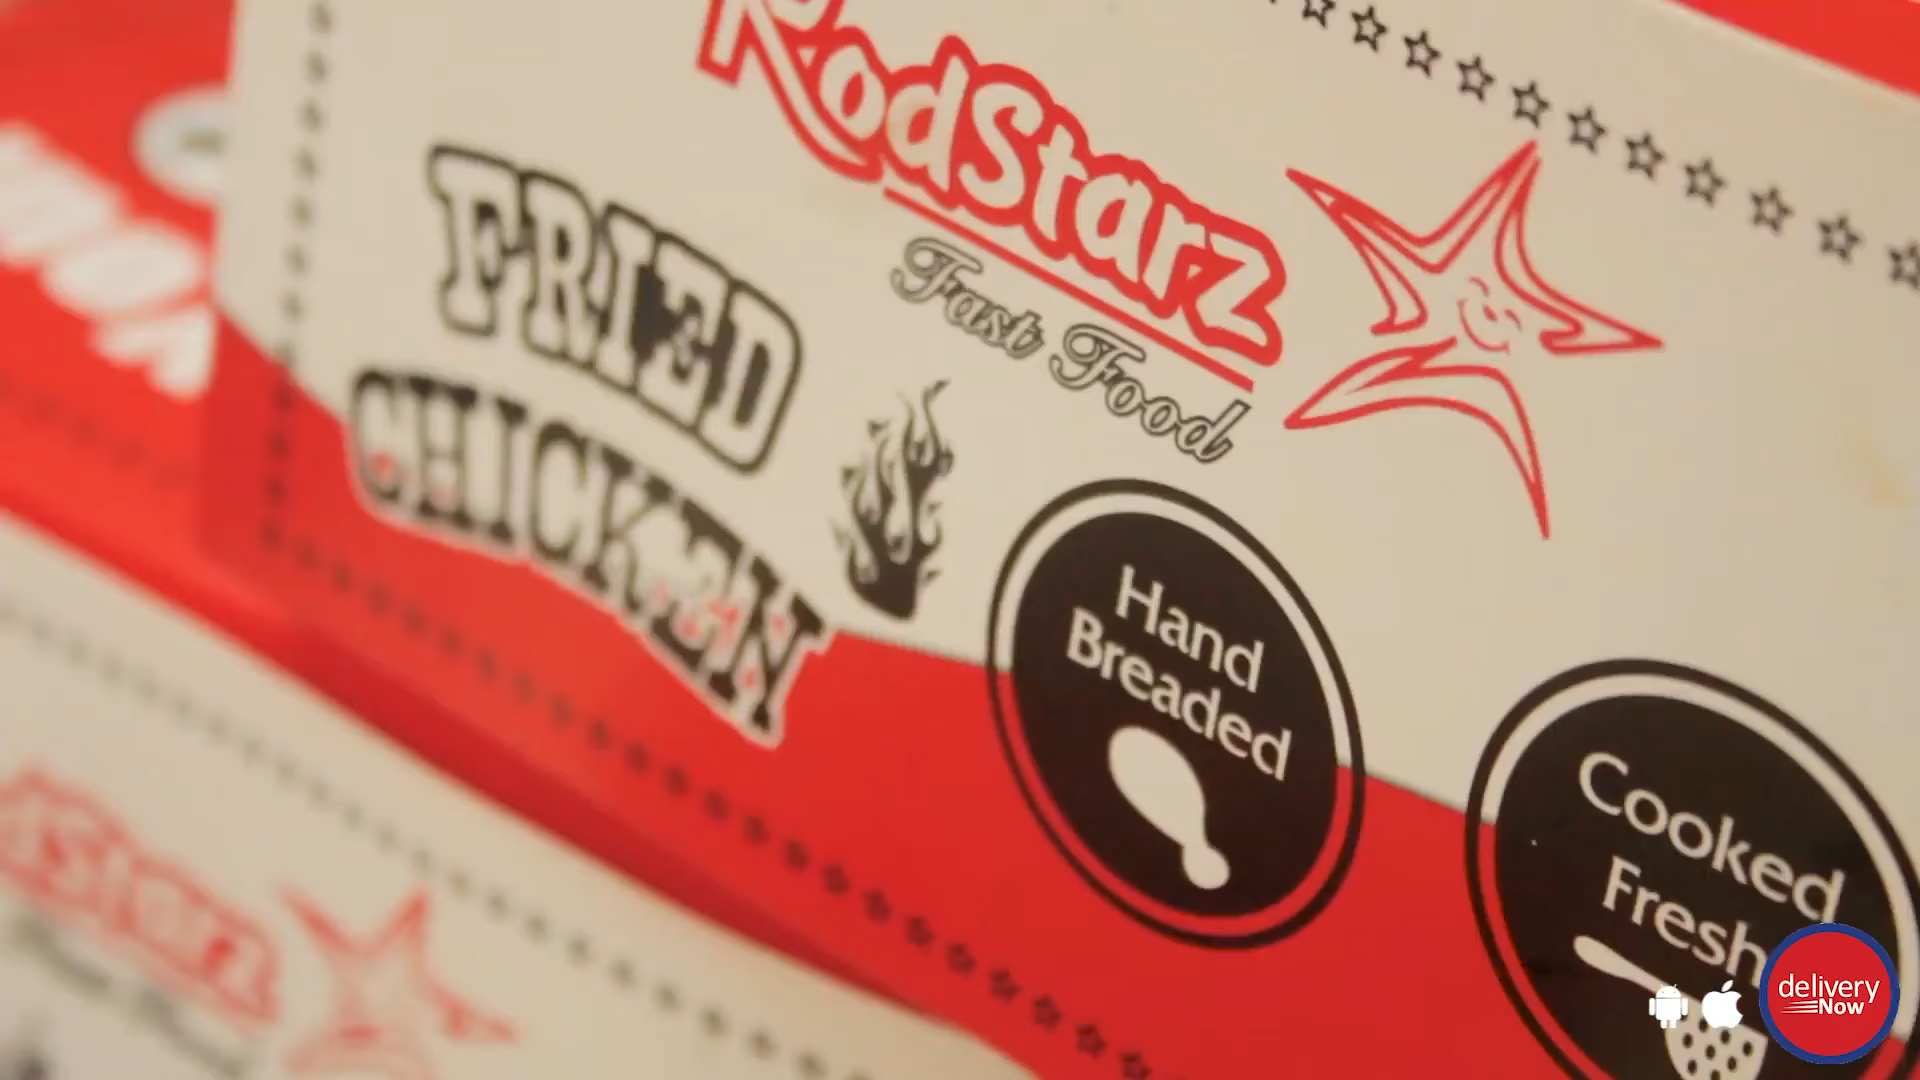 RodStarz
Fast Food
FRIED
CHICKEN
Hand
Breaded
Cooked
Fresh
delivery
Now